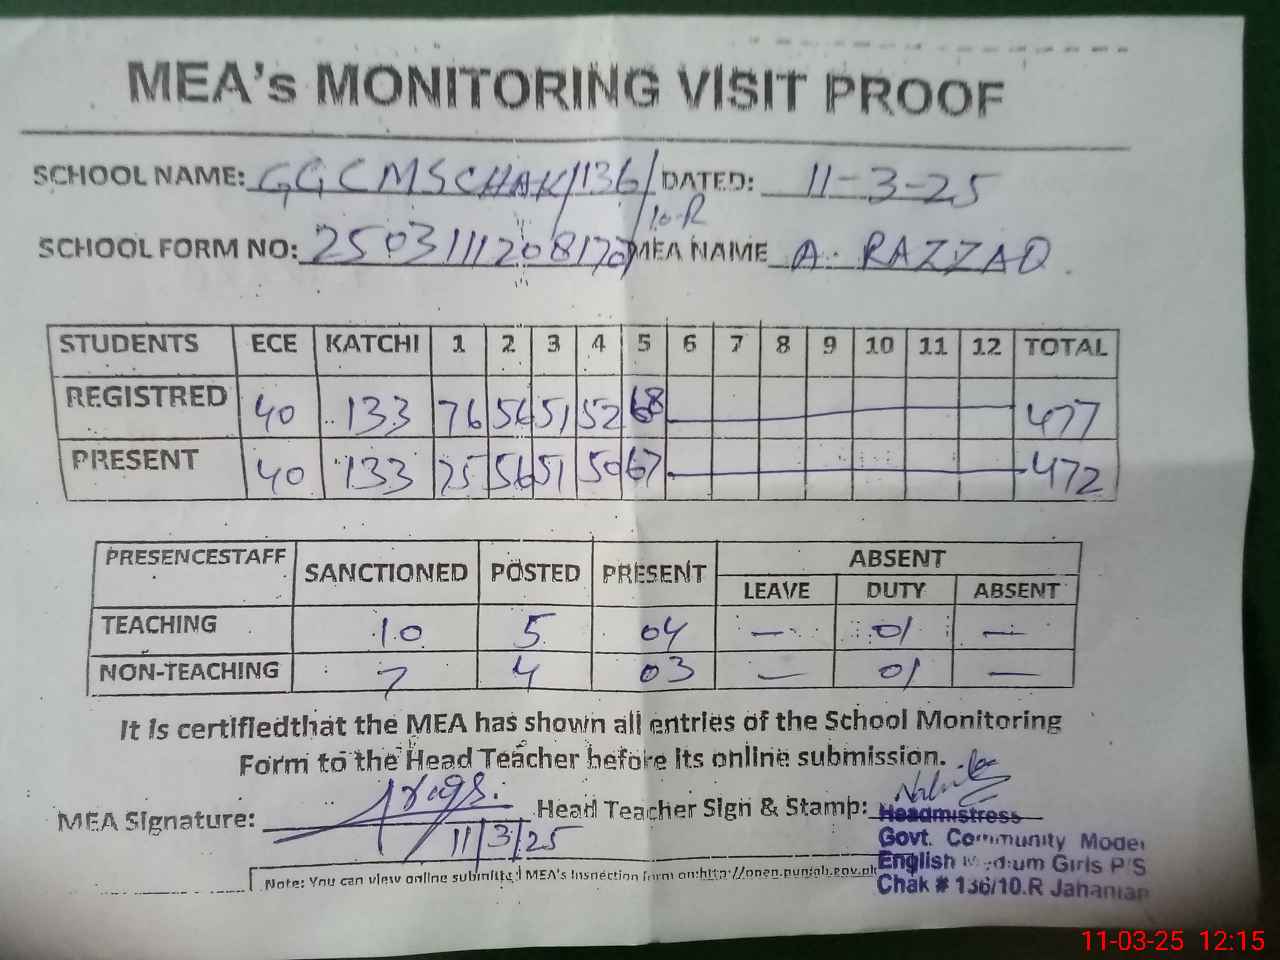 MEA's MONITORING VISIT PROOF
SCHOOL NAME: GGCMSCHAK/136/10-R DATED: 11-3-25
SCHOOL FORM NO: 2503111208170 MEA NAME A. RAZZAQ
STUDENTS ECE KATCHI 1 2 3 4 5 6 7 8 9 10 11 12 TOTAL
REGISTRED 40 133 76 56 51 52 68 477
PRESENT 40 133 75 56 51 50 67 472
PRESENCESTAFF SANCTIONED POSTED PRESENT ABSENT
LEAVE DUTY ABSENT
TEACHING 10 5 04 — 01 —
NON-TEACHING 7 4 03 — 01 —
It is certifiedthat the MEA has shown all entries of the School Monitoring
Form to the Head Teacher before its online submission.
MEA Signature: Head Teacher Sign & Stamp:
11/3/25
Headmistress
Govt. Community Model
English Medium Girls P/S
Chak # 136/10.R Jahanian
Note: You can view online submitted MEA's Inspection form on:http://open.punjab.gov.pk
11-03-25 12:15